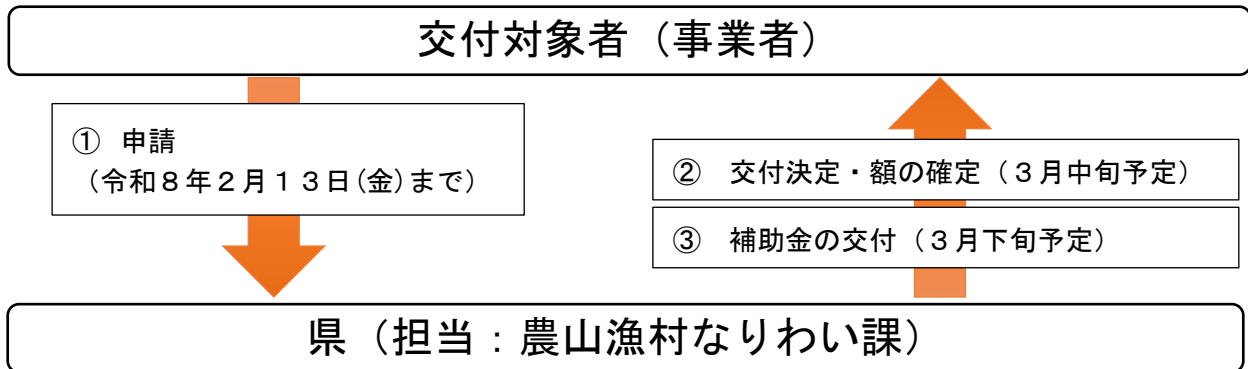 交付対象者（事業者）
① 申請
（令和８年２月１３日(金)まで）
② 交付決定・額の確定（３月中旬予定）
③ 補助金の交付（３月下旬予定）
県（担当：農山漁村なりわい課）